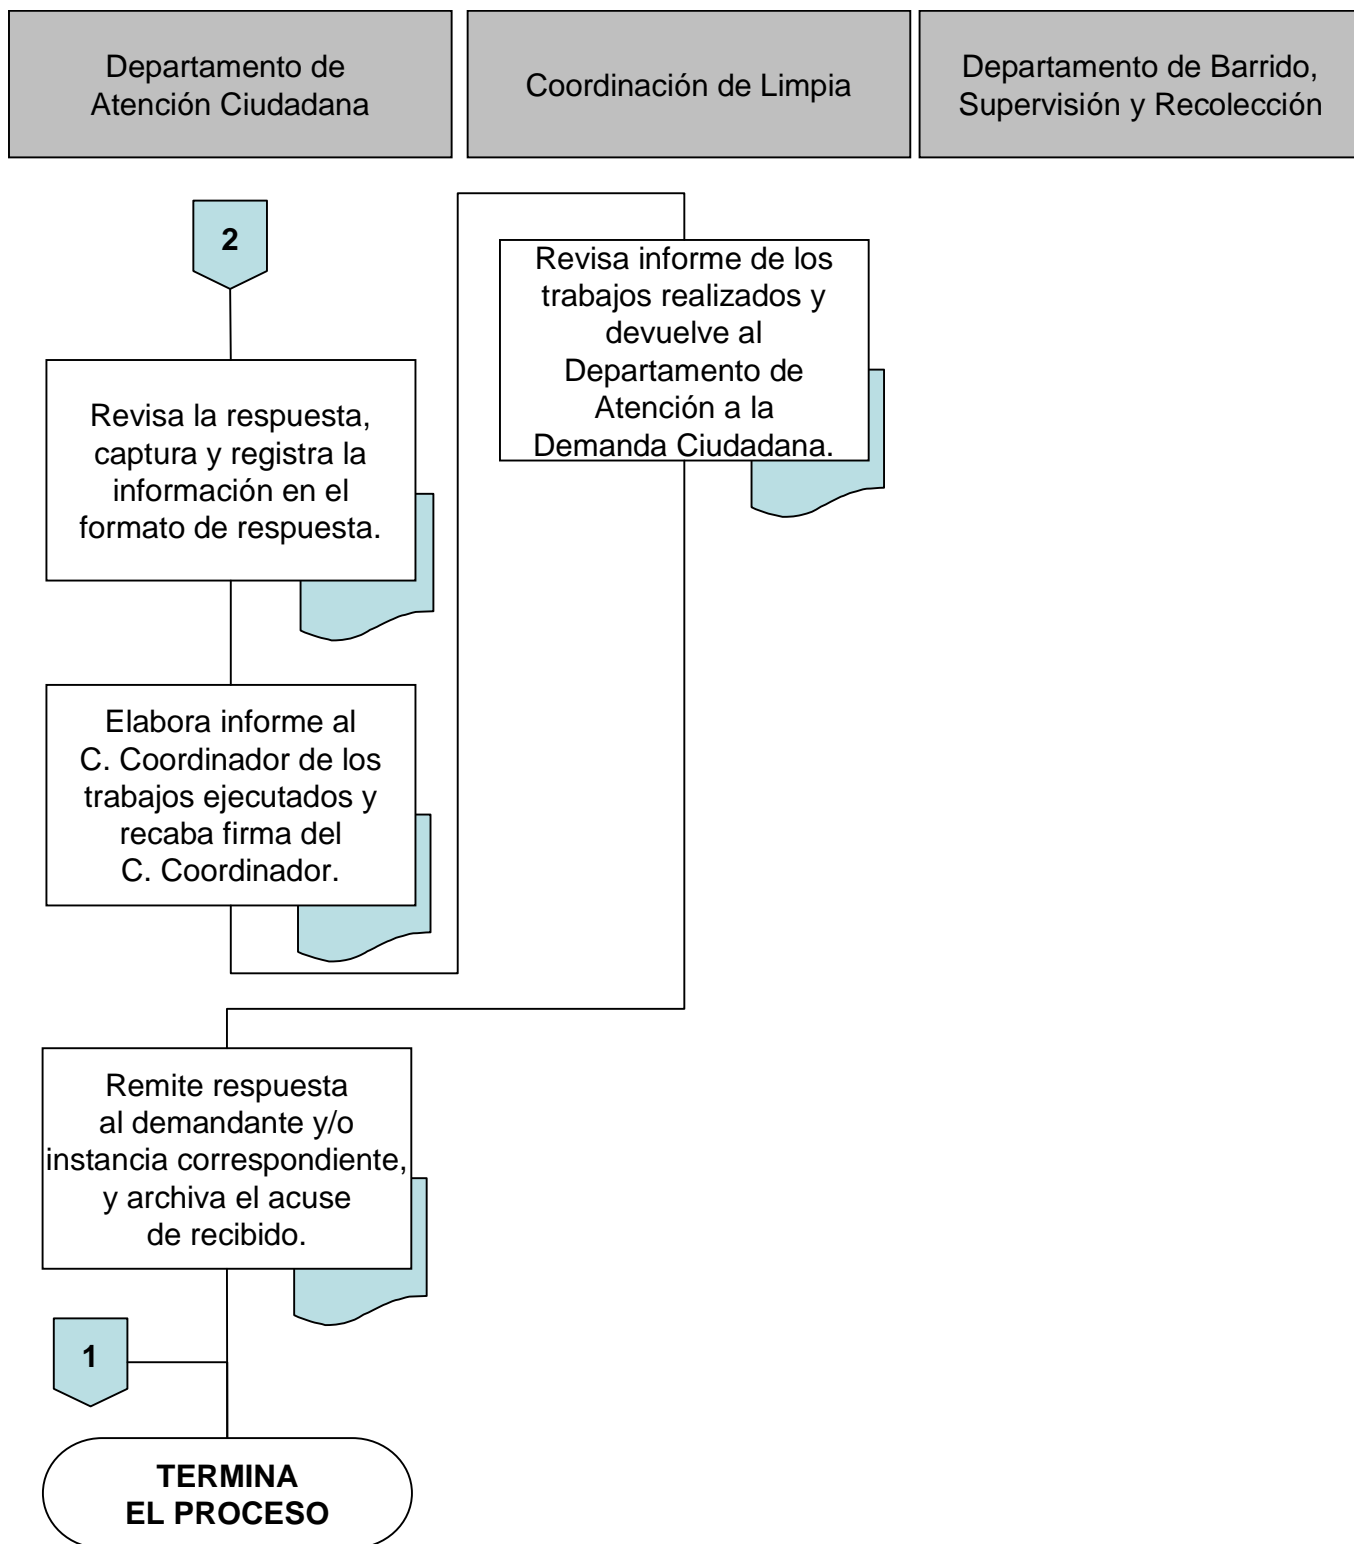 Departamento de
Atención Ciudadana
Coordinación de Limpia
Departamento de Barrido,
Supervisión y Recolección
2
Revisa la respuesta,
captura y registra la
información en el
formato de respuesta.
Elabora informe al
C. Coordinador de los
trabajos ejecutados y
recaba firma del
C. Coordinador.
Revisa informe de los
trabajos realizados y
devuelve al
Departamento de
Atención a la
Demanda Ciudadana.
Remite respuesta
al demandante y/o
instancia correspondiente,
y archiva el acuse
de recibido.
1
TERMINA
EL PROCESO